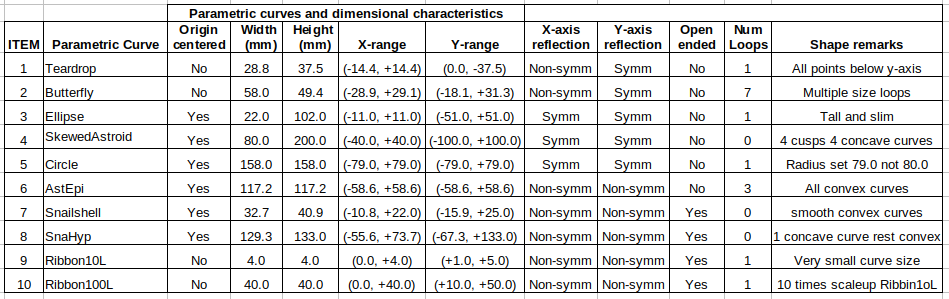 Parametric curves and dimensional characteristics
ITEM Parametric Curve Origin centered Width (mm) Height (mm) X-range Y-range X-axis reflection Y-axis reflection Open ended Num Loops Shape remarks
1 Teardrop No 28.8 37.5 (-14.4, +14.4) (0.0, -37.5) Non-symm Symm No 1 All points below y-axis
2 Butterfly No 58.0 49.4 (-28.9, +29.1) (-18.1, +31.3) Non-symm Symm No 7 Multiple size loops
3 Ellipse Yes 22.0 102.0 (-11.0, +11.0) (-51.0, +51.0) Symm Symm No 1 Tall and slim
4 SkewedAstroid Yes 80.0 200.0 (-40.0, +40.0) (-100.0, +100.0) Symm Symm No 0 4 cusps 4 concave curves
5 Circle Yes 158.0 158.0 (-79.0, +79.0) (-79.0, +79.0) Symm Symm No 1 Radius set 79.0 not 80.0
6 AstEpi Yes 117.2 117.2 (-58.6, +58.6) (-58.6, +58.6) Non-symm Non-symm No 3 All convex curves
7 Snailshell Yes 32.7 40.9 (-10.8, +22.0) (-15.9, +25.0) Non-symm Non-symm Yes 0 smooth convex curves
8 SnaHyp Yes 129.3 133.0 (-55.6, +73.7) (-67.3, +133.0) Non-symm Non-symm Yes 0 1 concave curve rest convex
9 Ribbon10L No 4.0 4.0 (0.0, +4.0) (+1.0, +5.0) Non-symm Non-symm Yes 1 Very small curve size
10 Ribbon100L No 40.0 40.0 (0.0, +40.0) (+10.0, +50.0) Non-symm Non-symm Yes 1 10 times scaleup Ribbin1oL